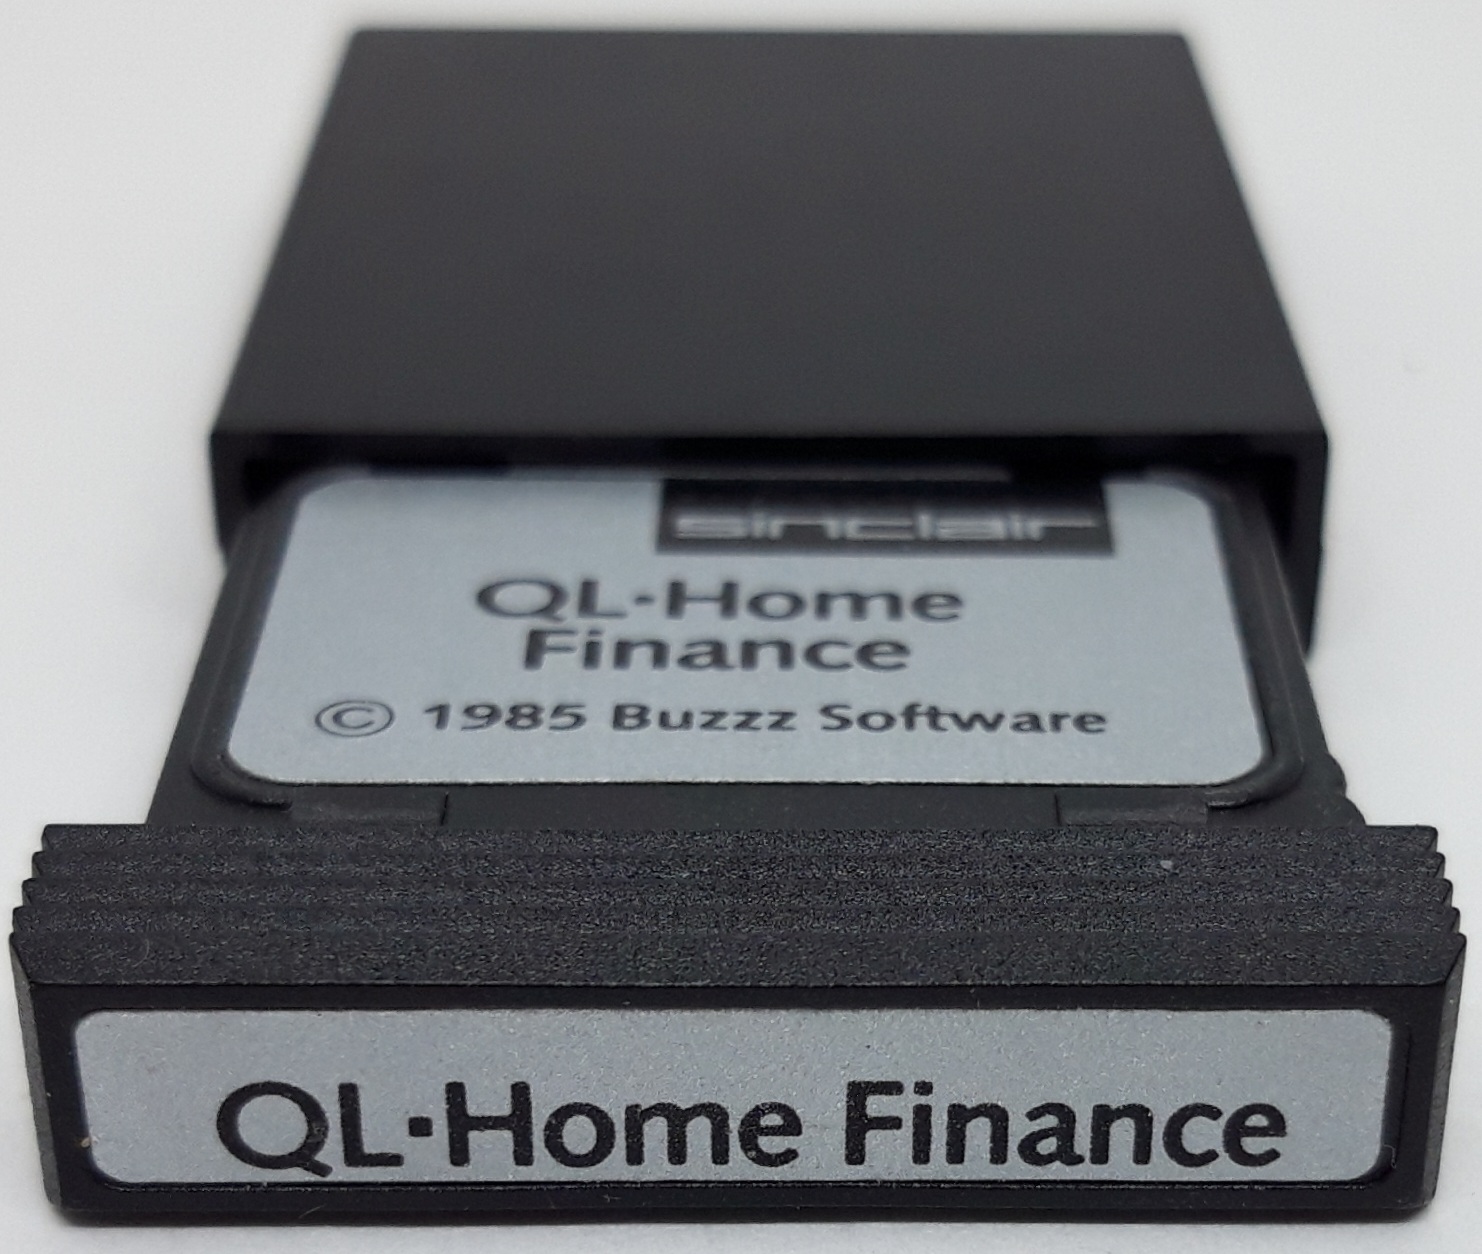 sinclair
QL·Home
Finance
© 1985 Buzzz Software
QL·Home Finance